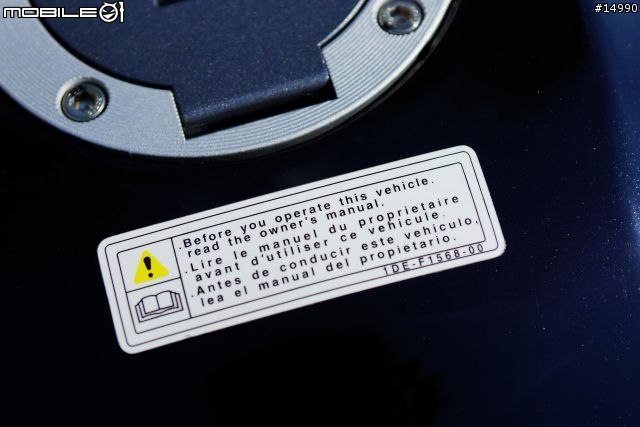 MOBILE01
#14990
.Before you operate this vehicle.
read the owner's manual.
.Lire le manuel du proprietaire
avant d'utiliser ce vehicule.
.Antes de conducir este vehículo,
lea el manual del propietario.
1DE-F1568-00